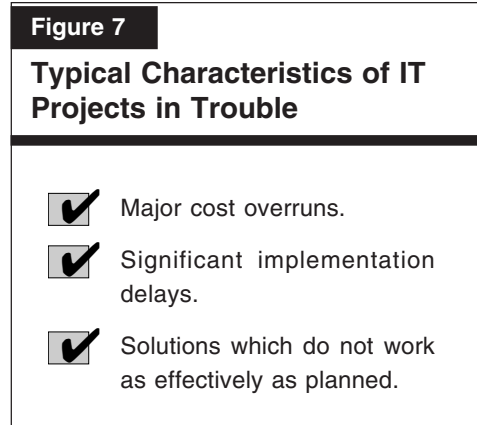 Figure 7
Typical Characteristics of IT
Projects in Trouble
Major cost overruns.
Significant implementation
delays.
Solutions which do not work
as effectively as planned.